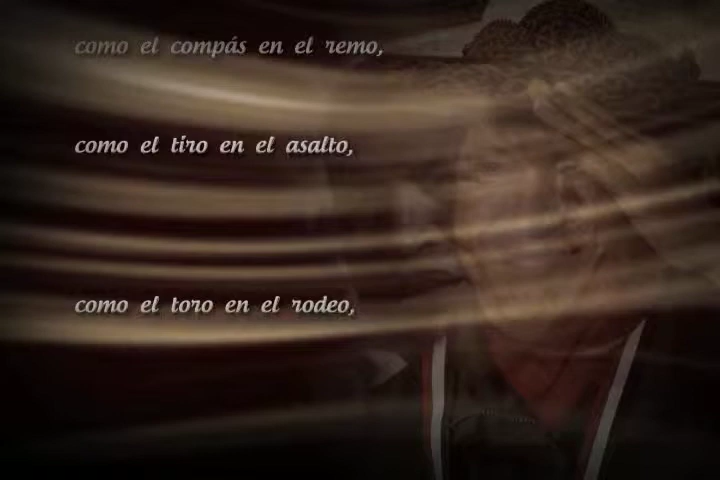 como el compás en el remo,
como el tiro en el asalto,
como el toro en el rodeo,